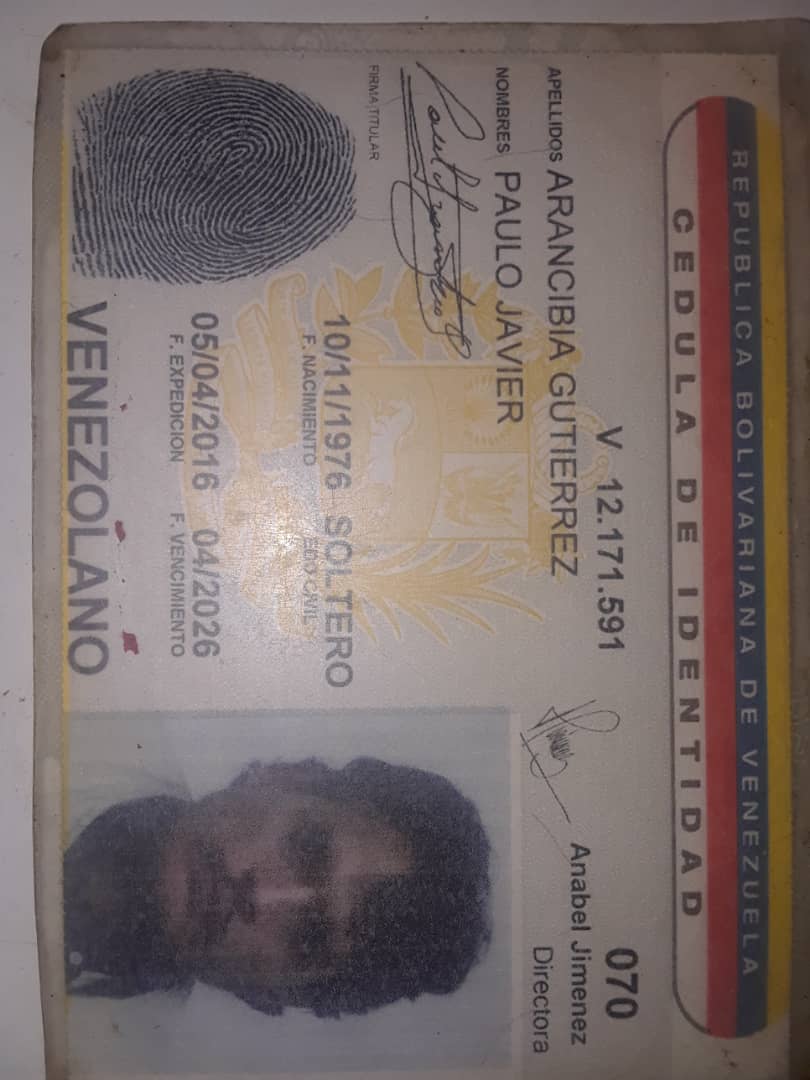 REPUBLICA BOLIVARIANA DE VENEZUELA
CEDULA DE IDENTIDAD
V 12.171.591
070
APELLIDOS ARANCIBIA GUTIERREZ
Anabel Jimenez
Directora
NOMBRES PAULO JAVIER
FIRMA TITULAR
10/11/1976 SOLTERO
F. NACIMIENTO EDO CIVIL
05/04/2016 04/2026
F. EXPEDICION F. VENCIMIENTO
VENEZOLANO